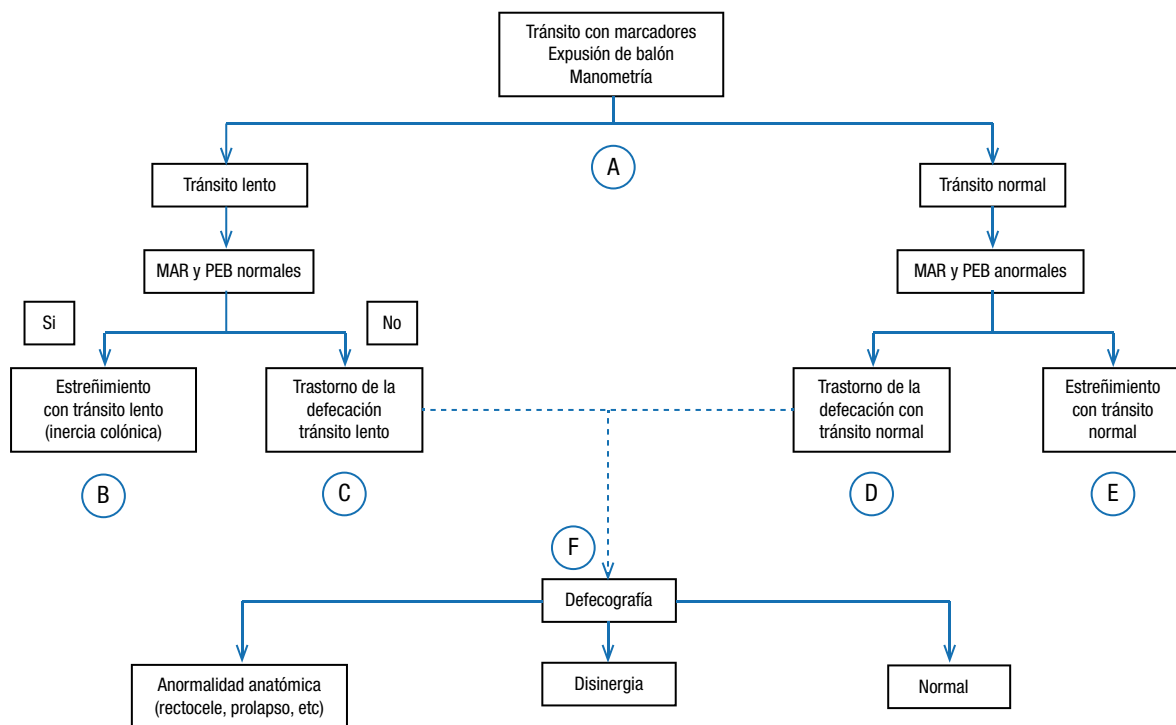 Tránsito con marcadores
Expusión de balón
Manometría
A
Tránsito lento
Tránsito normal
MAR y PEB normales
MAR y PEB anormales
Si
No
Estreñimiento
con tránsito lento
(inercia colónica)
Trastorno de la
defecación
tránsito lento
Trastorno de la
defecación con
tránsito normal
Estreñimiento
con tránsito
normal
B
C
D
E
F
Defecografía
Anormalidad anatómica
(rectocele, prolapso, etc)
Disinergia
Normal